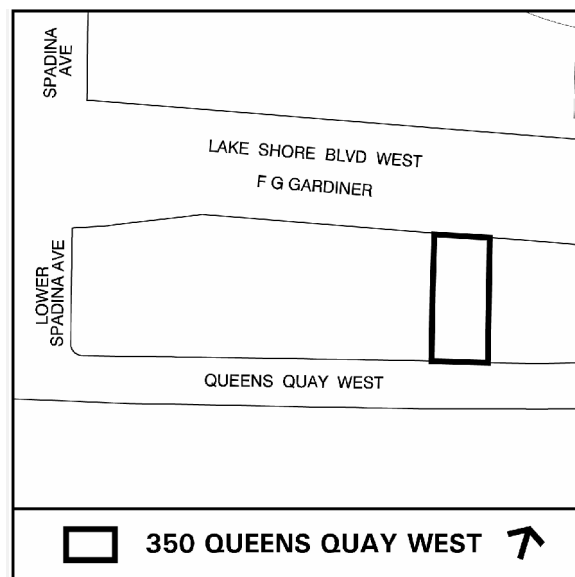 SPADINA
AVE
LAKE SHORE BLVD WEST
F G GARDINER
LOWER
SPADINA AVE
QUEENS QUAY WEST
350 QUEENS QUAY WEST